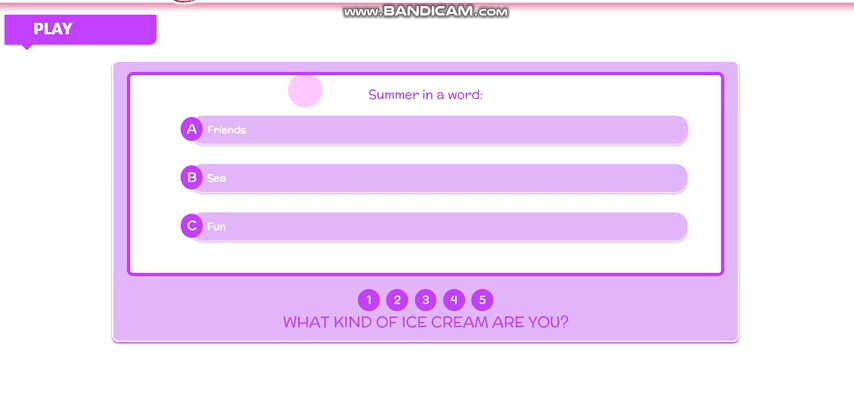 www.BANDICAM.com
PLAY
Summer in a word:
A Friends
B Sea
C Fun
1 2 3 4 5
WHAT KIND OF ICE CREAM ARE YOU?